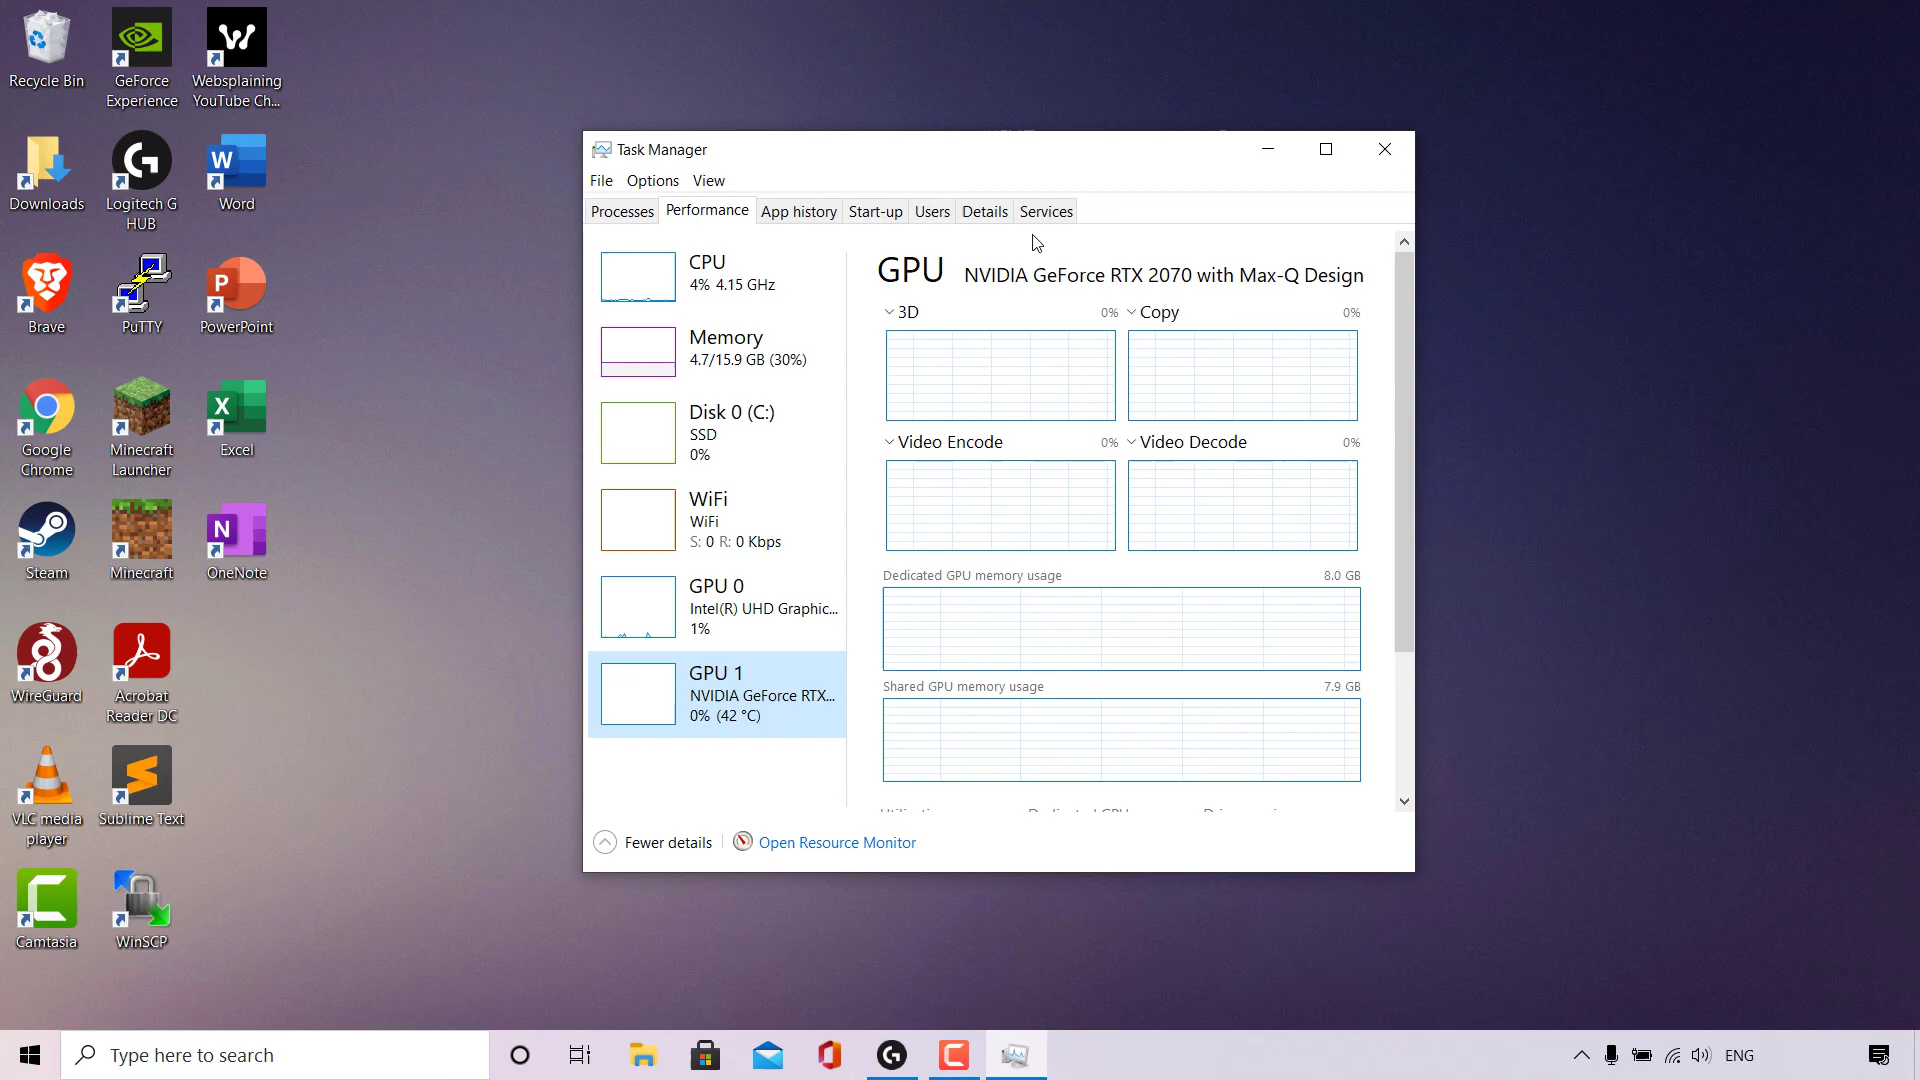 Recycle Bin
GeForce
Experience
Websplaining
YouTube Ch...
Downloads
Logitech G
HUB
Word
Brave
PuTTY
PowerPoint
Google
Chrome
Minecraft
Launcher
Excel
Steam
Minecraft
OneNote
WireGuard
Acrobat
Reader DC
VLC media
player
Sublime Text
Camtasia
WinSCP
Task Manager
File Options View
Processes Performance App history Start-up Users Details Services
CPU
4% 4.15 GHz
Memory
4.7/15.9 GB (30%)
Disk 0 (C:)
SSD
0%
WiFi
WiFi
S: 0 R: 0 Kbps
GPU 0
Intel(R) UHD Graphic...
1%
GPU 1
NVIDIA GeForce RTX...
0% (42 °C)
GPU NVIDIA GeForce RTX 2070 with Max-Q Design
3D 0% Copy 0%
Video Encode 0% Video Decode 0%
Dedicated GPU memory usage 8.0 GB
Shared GPU memory usage 7.9 GB
Fewer details Open Resource Monitor
Type here to search
ENG